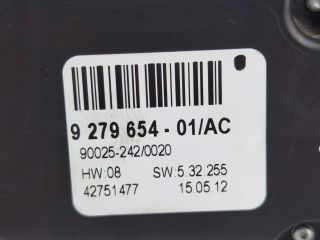 9 279 654 - 01/AC
90025-242/0020
HW:08 SW:5.32.255
42751477 15.05.12